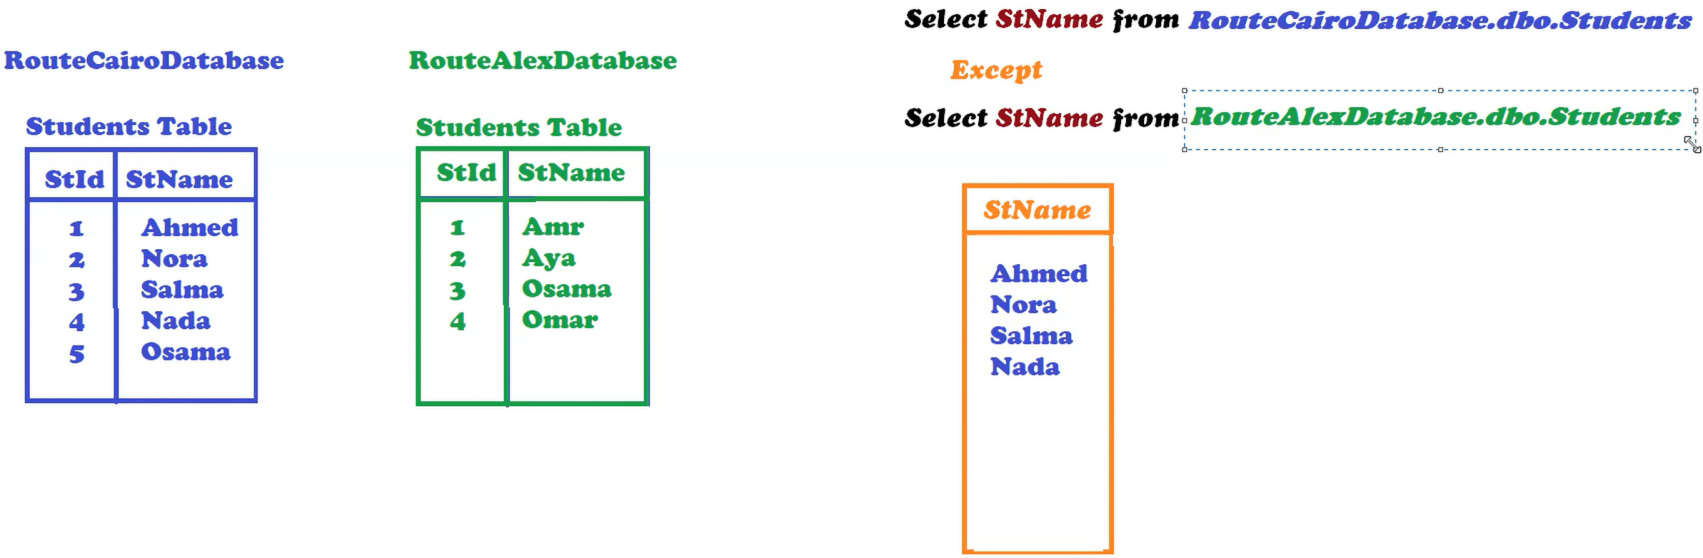 RouteCairoDatabase
Students Table
StId StName
1 Ahmed
2 Nora
3 Salma
4 Nada
5 Osama
RouteAlexDatabase
Students Table
StId StName
1 Amr
2 Aya
3 Osama
4 Omar
Select StName from RouteCairoDatabase.dbo.Students
Except
Select StName from RouteAlexDatabase.dbo.Students
StName
Ahmed
Nora
Salma
Nada